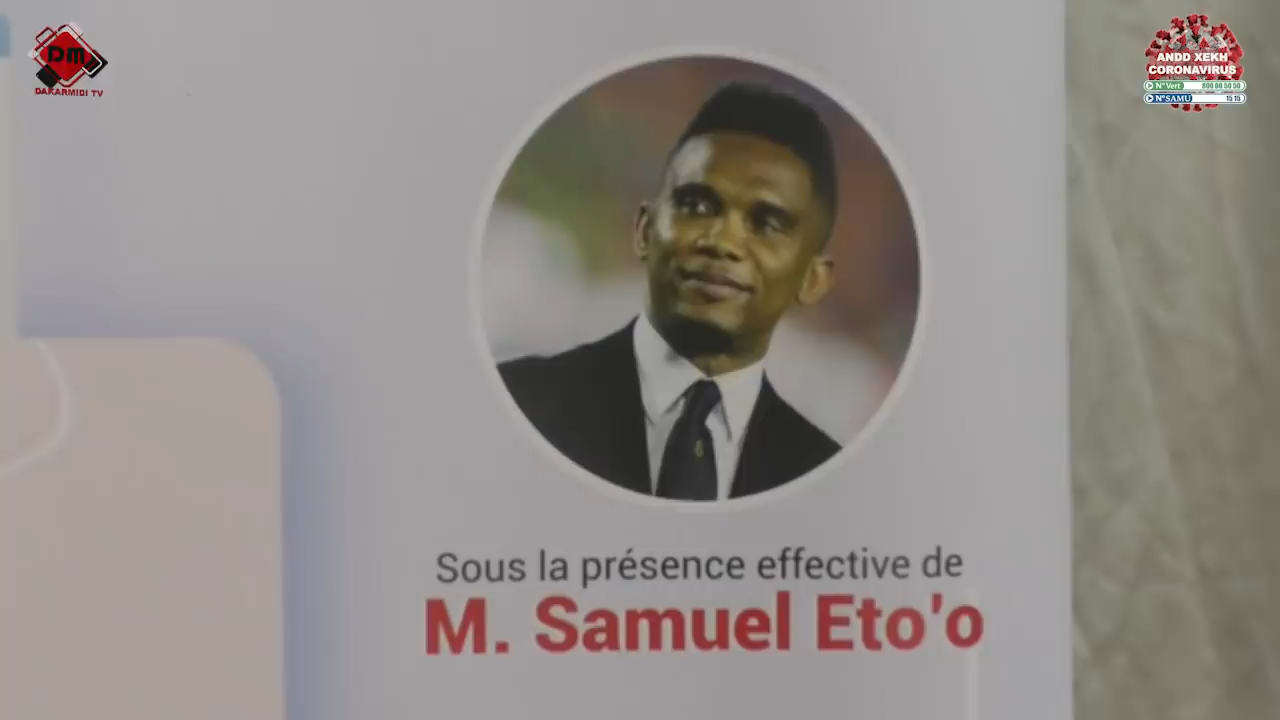 DM
DAKARMIDI TV
ANDD XEKH
CORONAVIRUS
N° Vert 800 00 50 50
N° SAMU 15 15
Sous la présence effective de
M. Samuel Eto'o